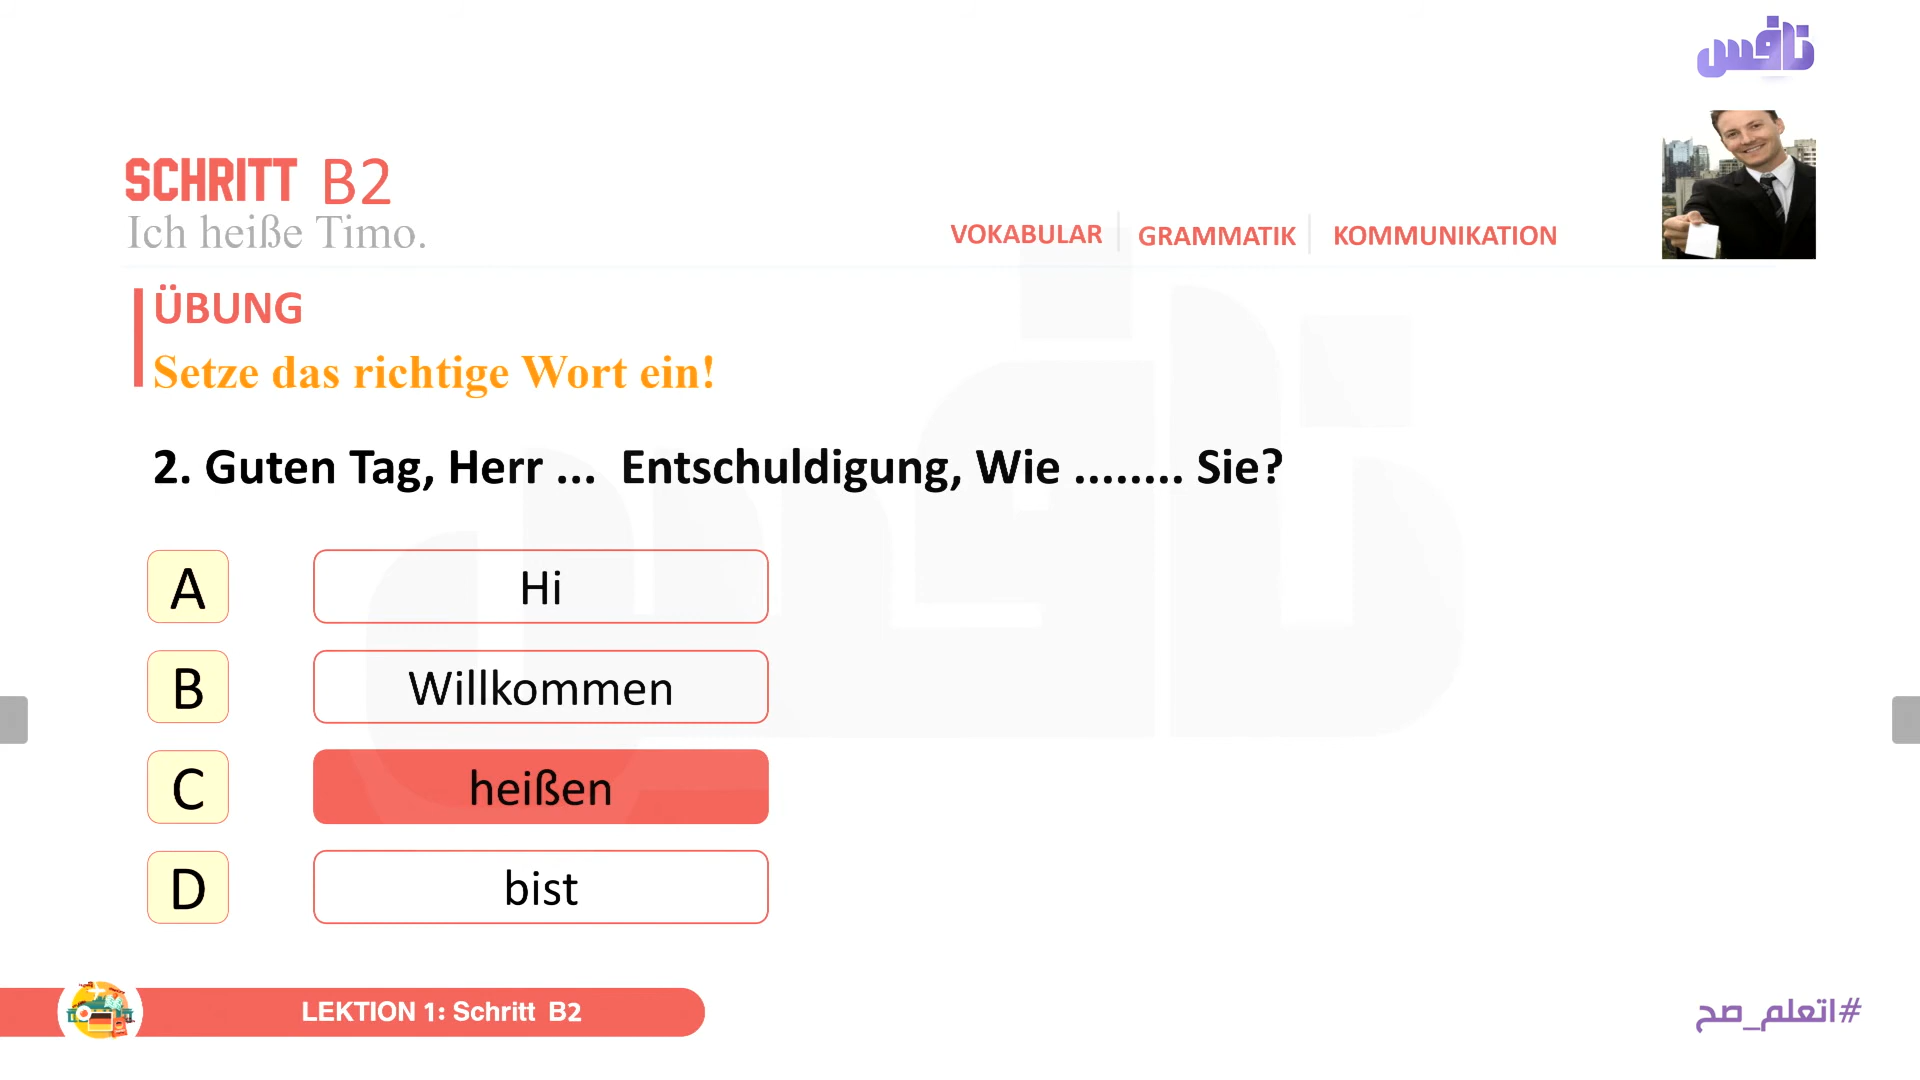 نافس
SCHRITT B2
Ich heiße Timo.
VOKABULAR GRAMMATIK KOMMUNIKATION
ÜBUNG
Setze das richtige Wort ein!
2. Guten Tag, Herr ... Entschuldigung, Wie ........ Sie?
A Hi
B Willkommen
C heißen
D bist
LEKTION 1: Schritt B2
#اتعلم_صح